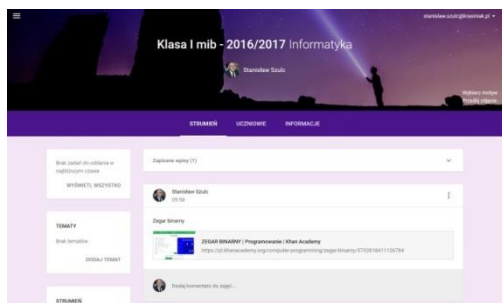 stanislaw.szulc@krasiniak.pl
Klasa I mib - 2016/2017 Informatyka
Stanisław Szulc
Wybierz motyw
Prześlij zdjęcie
STRUMIEŃ UCZNIOWIE INFORMACJE
Brak zadań do oddania w
najbliższym czasie
WYŚWIETL WSZYSTKO
Zapisane wpisy (1)
Stanisław Szulc
09:58
TEMATY
Brak tematów
DODAJ TEMAT
Zegar binarny
ZEGAR BINARNY | Programowanie | Khan Academy
Dodaj komentarz do zajęć...
STRUMIEŃ